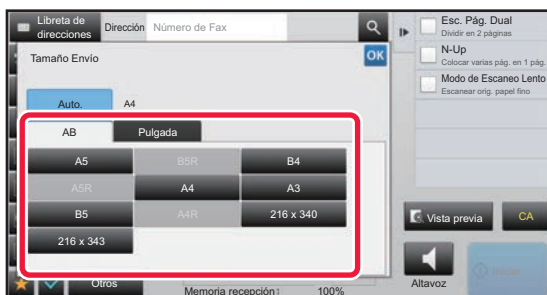 Libreta de direcciones
Dirección
Número de Fax
Tamaño Envío
OK
Auto.
A4
AB
Pulgada
A5
B5R
B4
A5R
A4
A3
B5
A4R
216 x 340
216 x 343
Otros
Memoria recepción:
100%
Esc. Pág. Dual
Dividir en 2 páginas
N-Up
Colocar varias pág. en 1 pág.
Modo de Escaneo Lento
Escanear orig. papel fino
Vista previa
CA
Altavoz